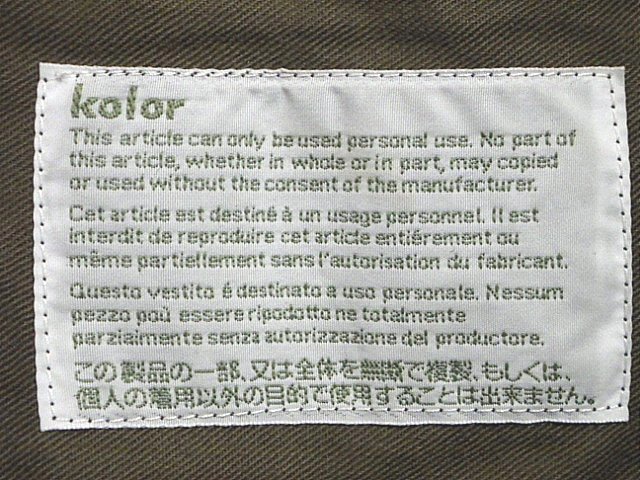 kolor
This article can only be used personal use. No part of
this article, whether in whole or in part, may copied
or used without the consent of the manufacturer.
Cet article est destiné à un usage personnel. Il est
interdit de reproduire cet article entiérement ou
même partiellement sans l'autorisation du fabricant.
Questo vestito é destinato a uso personale. Nessum
pezzo poú essere ripodotto ne totalmente
parzialmente senza autorizzazione del productore.
この製品の一部、又は全体を無断で複製、もしくは、
個人の着用以外の目的で使用することは出来ません。